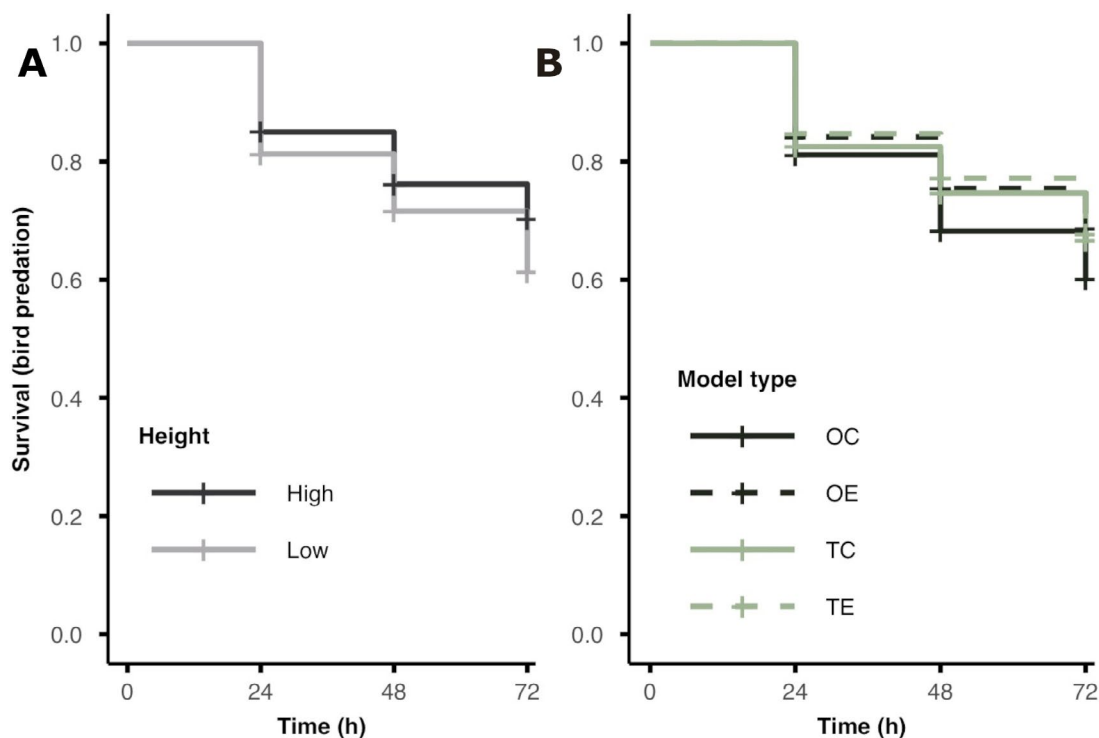 A
1.0
0.8
0.6
0.4
0.2
0.0
Survival (bird predation)
Height
High
Low
0 24 48 72
Time (h)
B
1.0
0.8
0.6
0.4
0.2
0.0
Model type
OC
OE
TC
TE
0 24 48 72
Time (h)